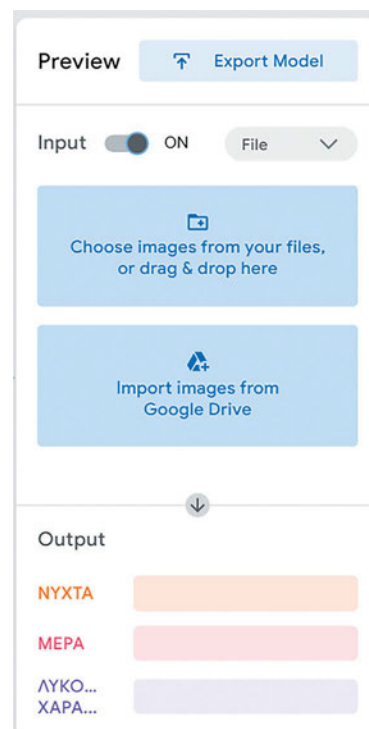 Preview Export Model
Input ON File
Choose images from your files,
or drag & drop here
Import images from
Google Drive
Output
ΝΥΧΤΑ
ΜΕΡΑ
ΛΥΚΟ...
ΧΑΡΑ...